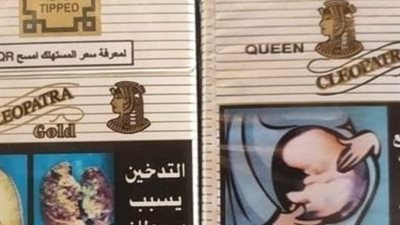 TIPPED
لمعرفة سعر المستهلك امسح QR
CLEOPATRA
Gold
التدخين
يسبب
QUEEN
CLEOPATRA